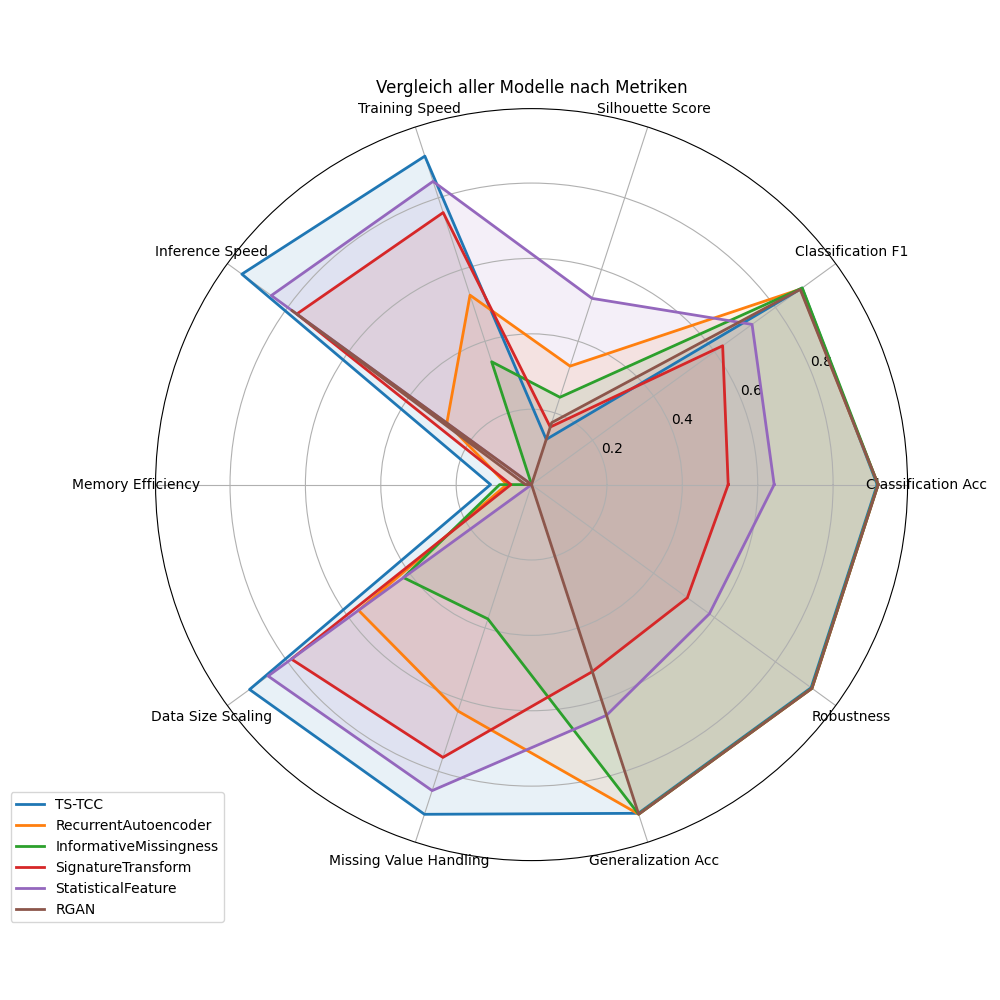 Vergleich aller Modelle nach Metriken
Training Speed
Silhouette Score
Inference Speed
Classification F1
0.8
0.6
0.4
0.2
Memory Efficiency
Classification Acc
Data Size Scaling
Robustness
Missing Value Handling
Generalization Acc
TS-TCC
RecurrentAutoencoder
InformativeMissingness
SignatureTransform
StatisticalFeature
RGAN